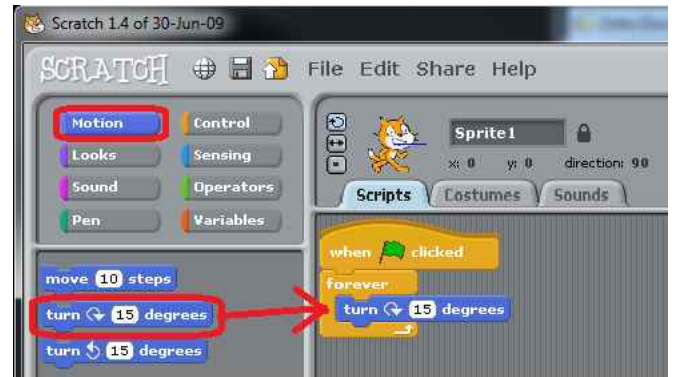 Scratch 1.4 of 30-Jun-09
SCRATCH File Edit Share Help
Motion Control
Looks Sensing
Sound Operators
Pen Variables
Sprite1
x: 0 y: 0 direction: 90
Scripts Costumes Sounds
move 10 steps
turn 15 degrees
turn 15 degrees
when clicked
forever
turn 15 degrees